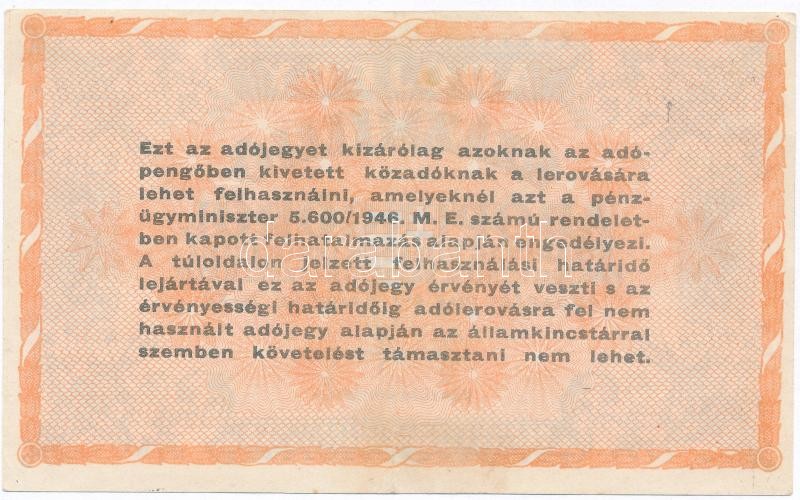 Ezt az adójegyet kizárólag azoknak az adó-
pengőben kivetett közadóknak a lerovására
lehet felhasználni, amelyeknél azt a pénz-
ügyminiszter 5.600/1946. M. E. számú rendelet-
ben kapott felhatalmazás alapján engedélyezi.
A túloldalon jelzett felhasználási határidő
lejártával ez az adójegy érvényét veszti s az
érvényességi határidőig adólerovásra fel nem
használt adójegy alapján az államkincstárral
szemben követelést támasztani nem lehet.
darabanth